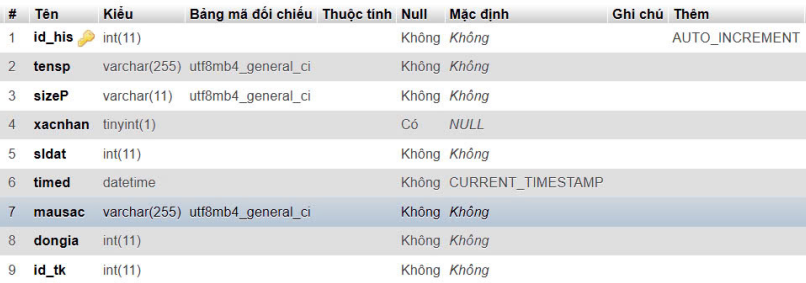 # Tên Kiểu Bảng mã đối chiếu Thuộc tính Null Mặc định Ghi chú Thêm
1 id_his int(11) Không Không AUTO_INCREMENT
2 tensp varchar(255) utf8mb4_general_ci Không Không
3 sizeP varchar(11) utf8mb4_general_ci Không Không
4 xacnhan tinyint(1) Có NULL
5 sldat int(11) Không Không
6 timed datetime Không CURRENT_TIMESTAMP
7 mausac varchar(255) utf8mb4_general_ci Không Không
8 dongia int(11) Không Không
9 id_tk int(11) Không Không